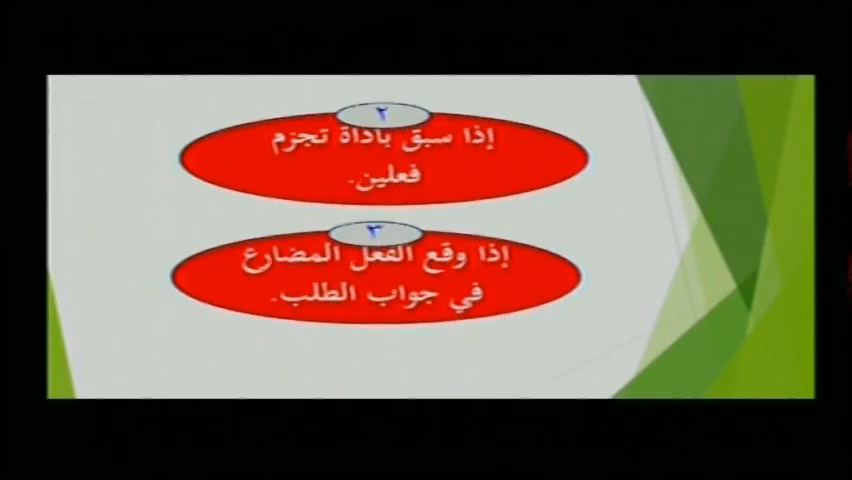 ٢
إذا سبق بأداة تجزم
فعلين.
٣
إذا وقع الفعل المضارع
في جواب الطلب.